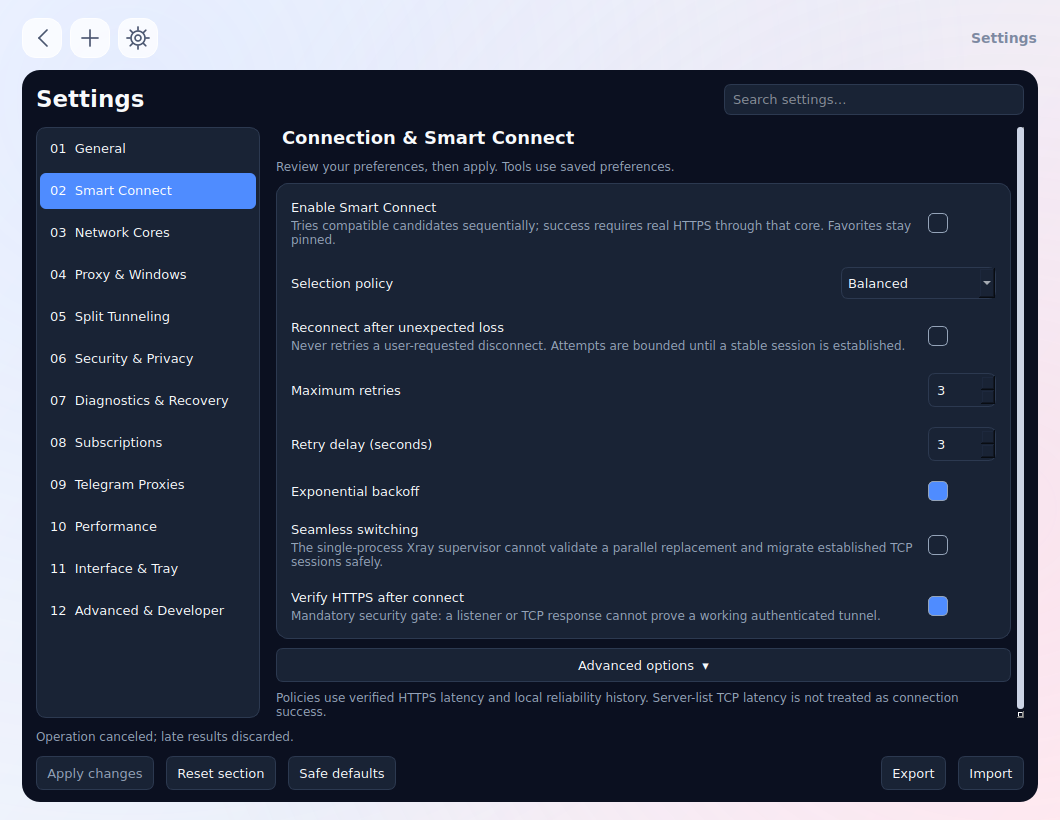 Settings
Settings
Search settings...
01 General
02 Smart Connect
03 Network Cores
04 Proxy & Windows
05 Split Tunneling
06 Security & Privacy
07 Diagnostics & Recovery
08 Subscriptions
09 Telegram Proxies
10 Performance
11 Interface & Tray
12 Advanced & Developer
Connection & Smart Connect
Review your preferences, then apply. Tools use saved preferences.
Enable Smart Connect
Tries compatible candidates sequentially; success requires real HTTPS through that core. Favorites stay
pinned.
Selection policy
Balanced
Reconnect after unexpected loss
Never retries a user-requested disconnect. Attempts are bounded until a stable session is established.
Maximum retries
3
Retry delay (seconds)
3
Exponential backoff
Seamless switching
The single-process Xray supervisor cannot validate a parallel replacement and migrate established TCP
sessions safely.
Verify HTTPS after connect
Mandatory security gate: a listener or TCP response cannot prove a working authenticated tunnel.
Advanced options ▾
Policies use verified HTTPS latency and local reliability history. Server-list TCP latency is not treated as connection
success.
Operation canceled; late results discarded.
Apply changes
Reset section
Safe defaults
Export
Import